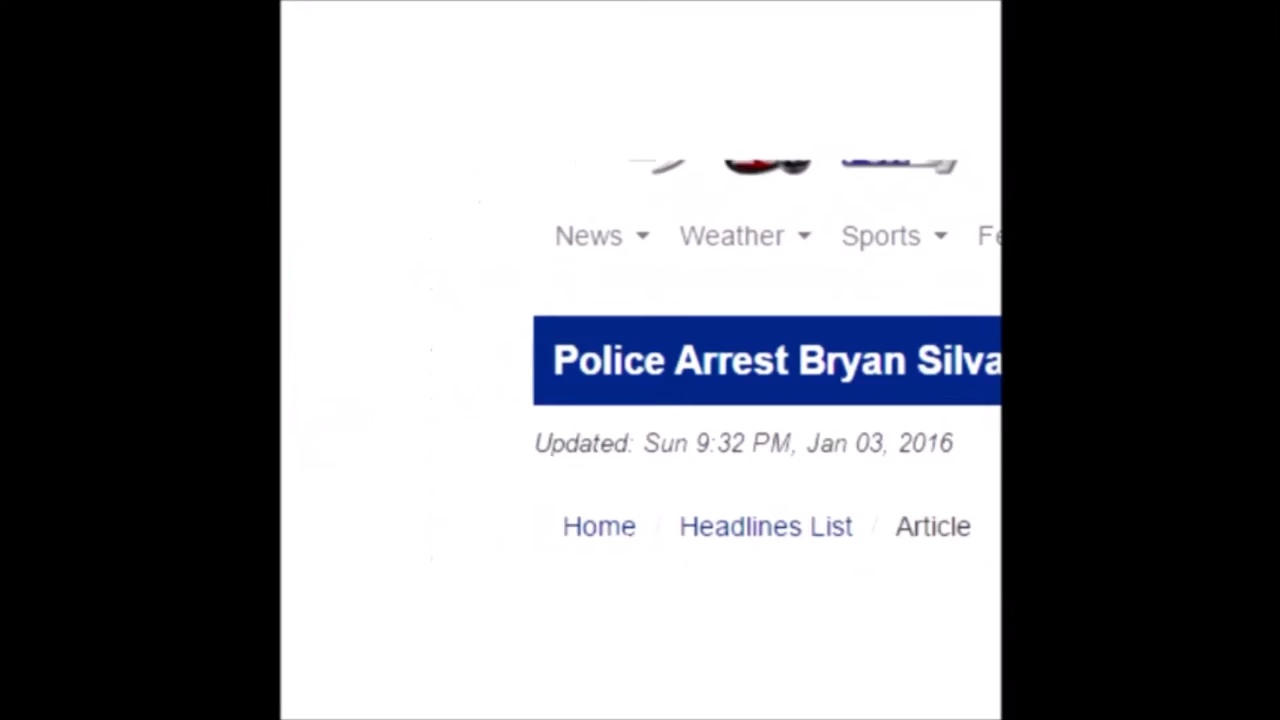 News Weather Sports
Police Arrest Bryan Silva
Updated: Sun 9:32 PM, Jan 03, 2016
Home / Headlines List / Article